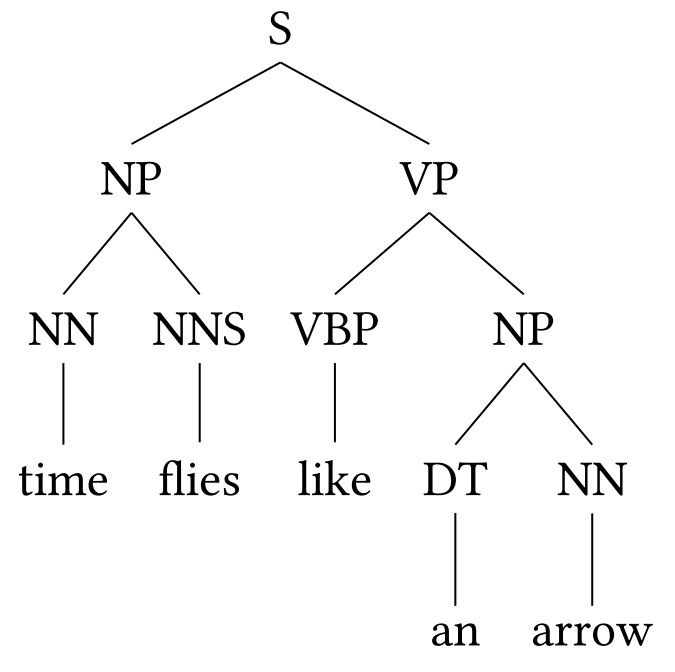 S
NP VP
NN NNS VBP NP
time flies like DT NN
an arrow